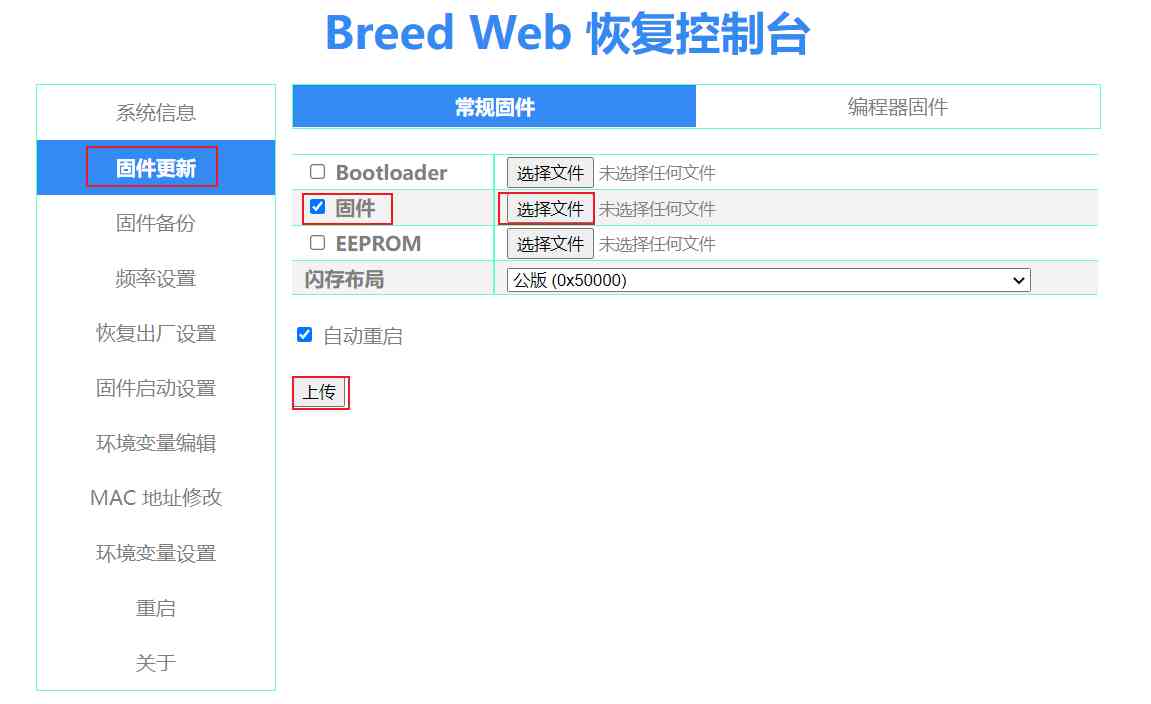 Breed Web 恢复控制台
系统信息
固件更新
固件备份
频率设置
恢复出厂设置
固件启动设置
环境变量编辑
MAC 地址修改
环境变量设置
重启
关于
常规固件 编程器固件
Bootloader 选择文件 未选择任何文件
固件 选择文件 未选择任何文件
EEPROM 选择文件 未选择任何文件
闪存布局 公版 (0x50000)
自动重启
上传